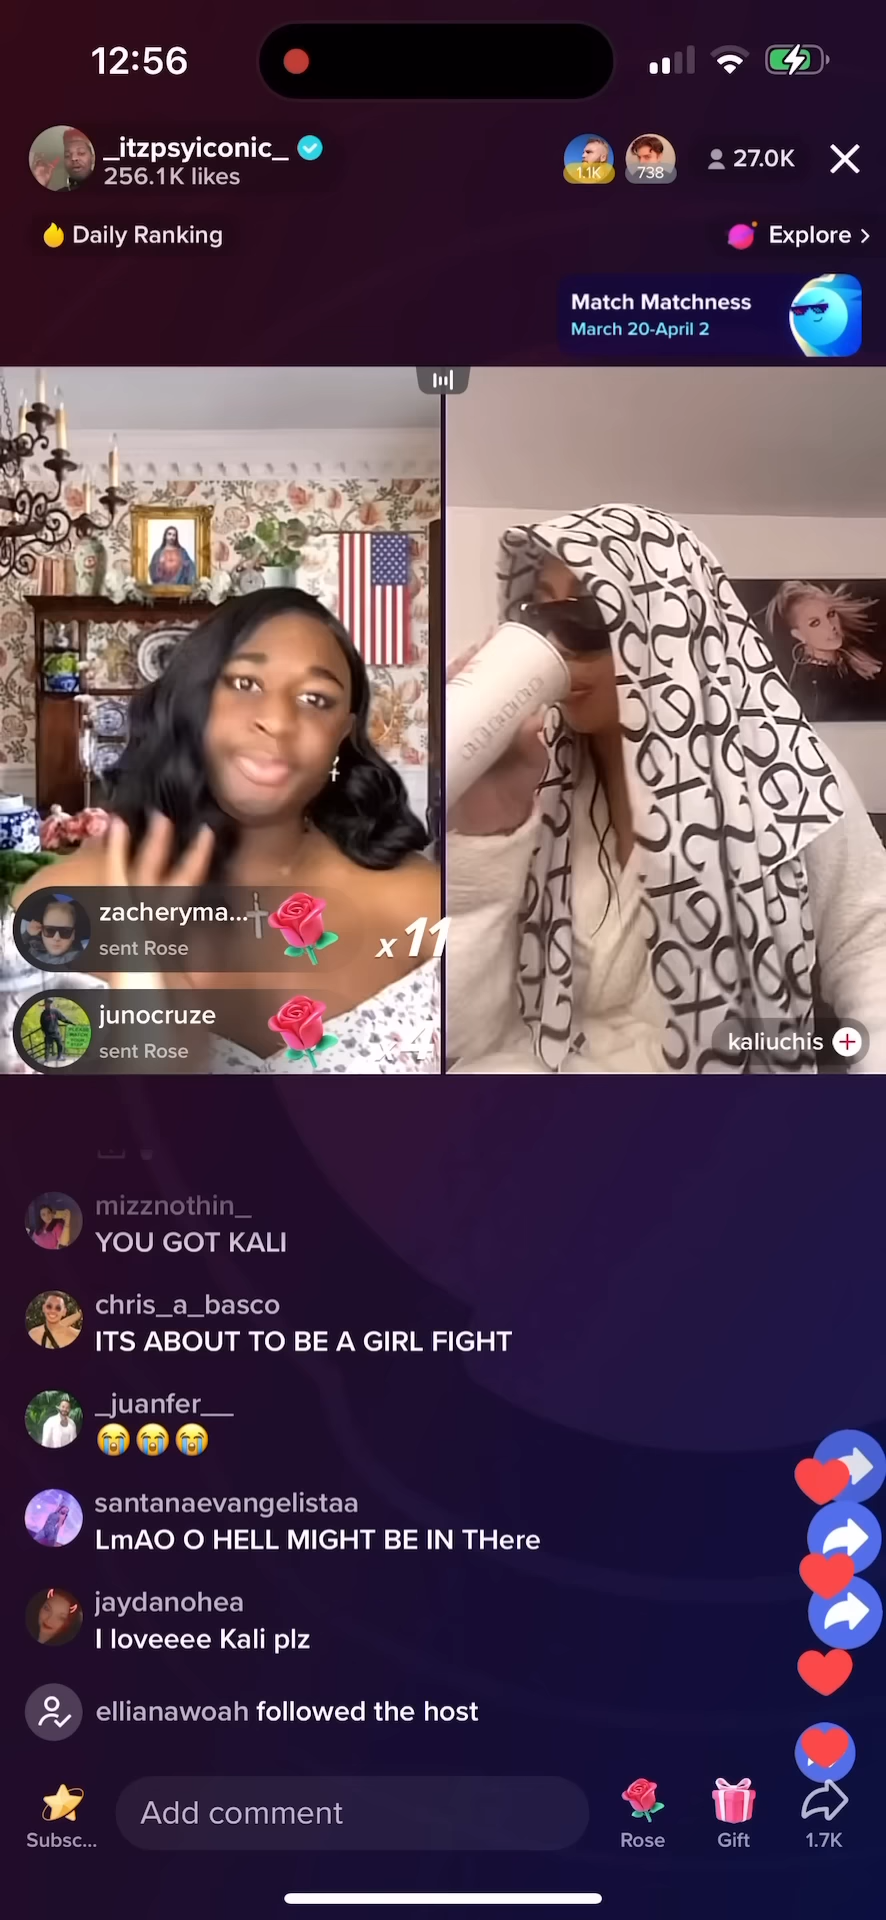 12:56
_itzpsyiconic_
256.1K likes
1.1K
738
27.0K
Daily Ranking
Explore >
Match Matchness
March 20-April 2
zacheryma...
sent Rose
x11
junocruze
sent Rose
x4
kaliuchis
mizznothin_
YOU GOT KALI
chris_a_basco
ITS ABOUT TO BE A GIRL FIGHT
_juanfer__
😭😭😭
santanaevangelistaa
LmAO O HELL MIGHT BE IN THere
jaydanohea
I loveeee Kali plz
ellianawoah followed the host
Subsc...
Add comment
Rose
Gift
1.7K